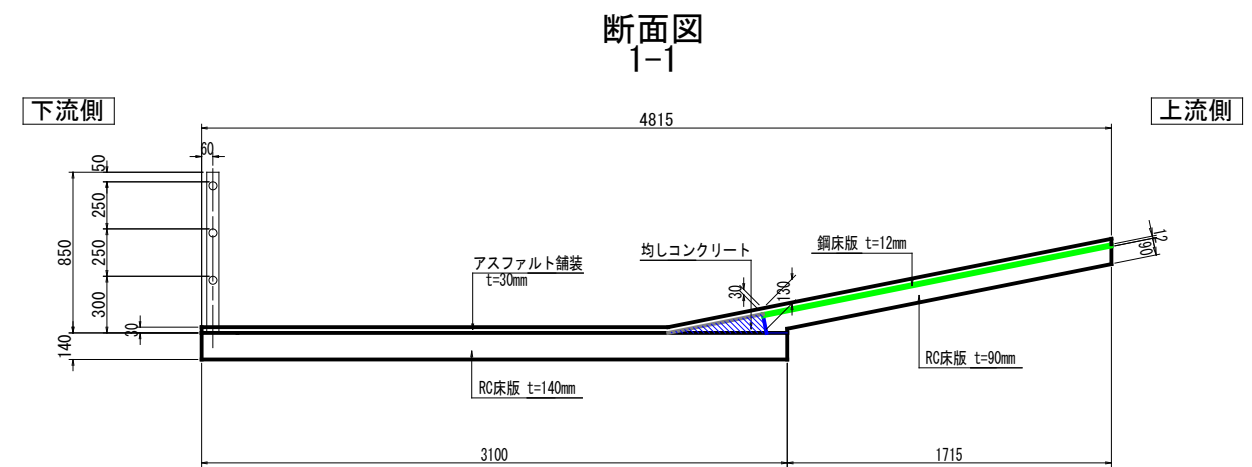 断面図
1-1
下流側
上流側
4815
60
50
250
250
300
850
30
140
アスファルト舗装
t=30mm
均しコンクリート
30
130
鋼床版 t=12mm
12
90
RC床版 t=140mm
RC床版 t=90mm
3100
1715